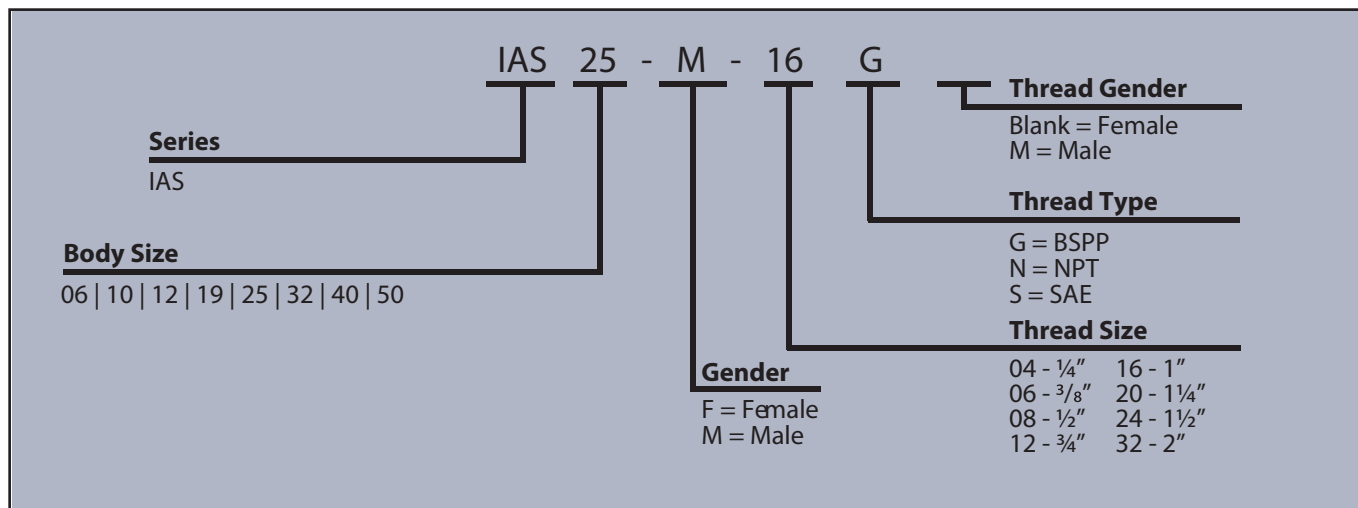 IAS 25 - M - 16 G
Thread Gender
Blank = Female
M = Male
Series
IAS
Thread Type
G = BSPP
N = NPT
S = SAE
Body Size
06 | 10 | 12 | 19 | 25 | 32 | 40 | 50
Thread Size
04 - ¼” 16 - 1”
06 - ³/₈” 20 - 1¼”
08 - ½” 24 - 1½”
12 - ¾” 32 - 2”
Gender
F = Female
M = Male